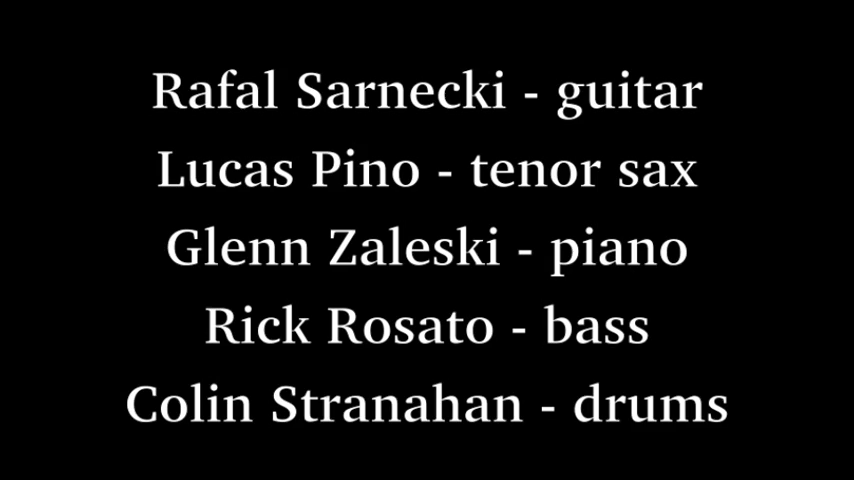 Rafal Sarnecki - guitar
Lucas Pino - tenor sax
Glenn Zaleski - piano
Rick Rosato - bass
Colin Stranahan - drums